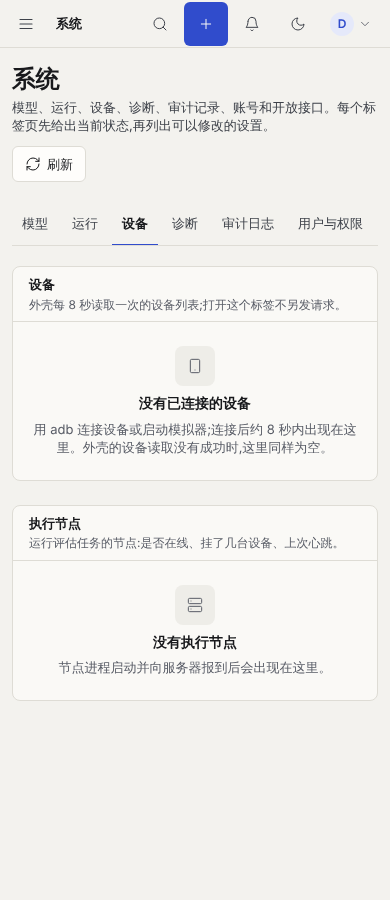 系统
D
系统
模型、运行、设备、诊断、审计记录、账号和开放接口。每个标
签页先给出当前状态,再列出可以修改的设置。
刷新
模型 运行 设备 诊断 审计日志 用户与权限
设备
外壳每 8 秒读取一次的设备列表;打开这个标签不另发请求。
没有已连接的设备
用 adb 连接设备或启动模拟器;连接后约 8 秒内出现在这
里。外壳的设备读取没有成功时,这里同样为空。
执行节点
运行评估任务的节点:是否在线、挂了几台设备、上次心跳。
没有执行节点
节点进程启动并向服务器报到后会出现在这里。